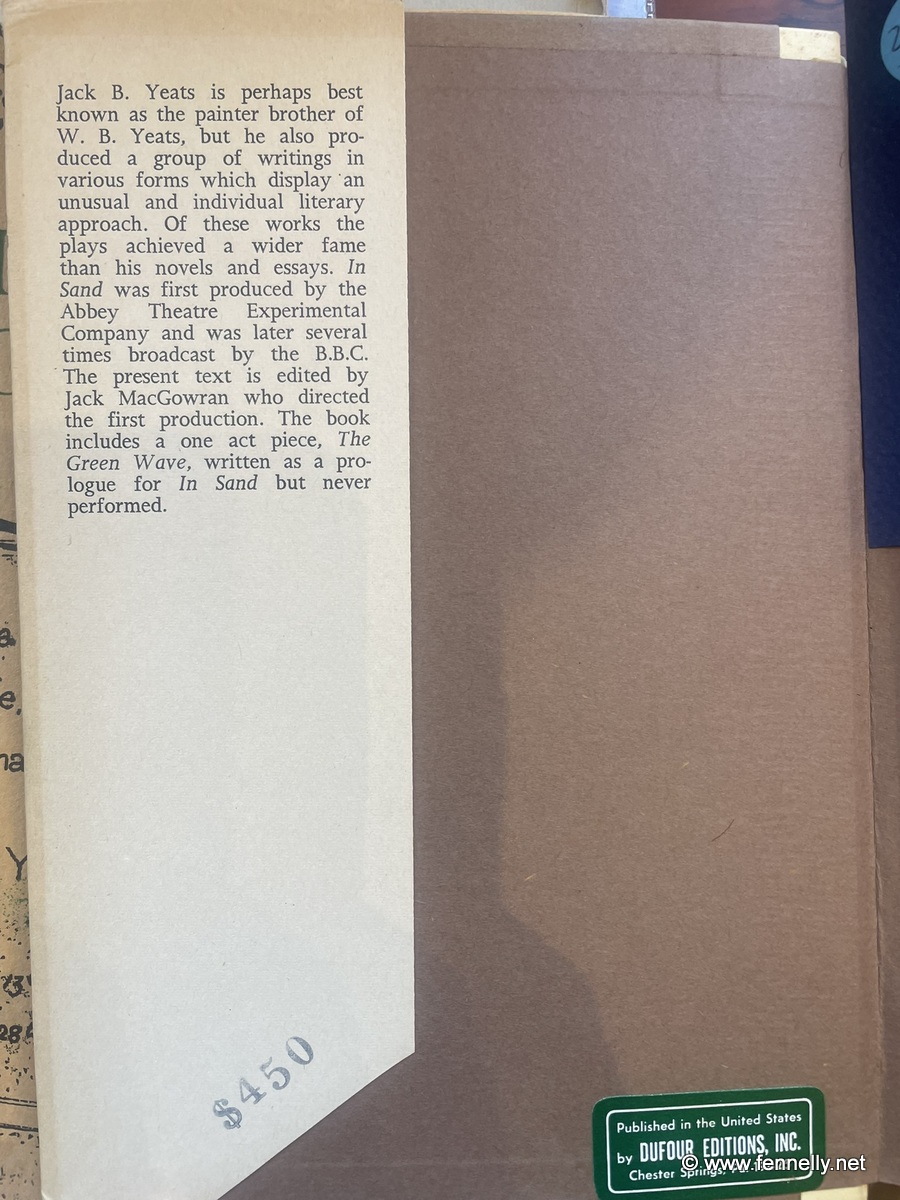 Jack B. Yeats is perhaps best
known as the painter brother of
W. B. Yeats, but he also pro-
duced a group of writings in
various forms which display an
unusual and individual literary
approach. Of these works the
plays achieved a wider fame
than his novels and essays. In
Sand was first produced by the
Abbey Theatre Experimental
Company and was later several
times broadcast by the B.B.C.
The present text is edited by
Jack MacGowran who directed
the first production. The book
includes a one act piece, The
Green Wave, written as a pro-
logue for In Sand but never
performed.
$450
Published in the United States
by DUFOUR EDITIONS, INC.
Chester Springs,
© www.fennelly.net